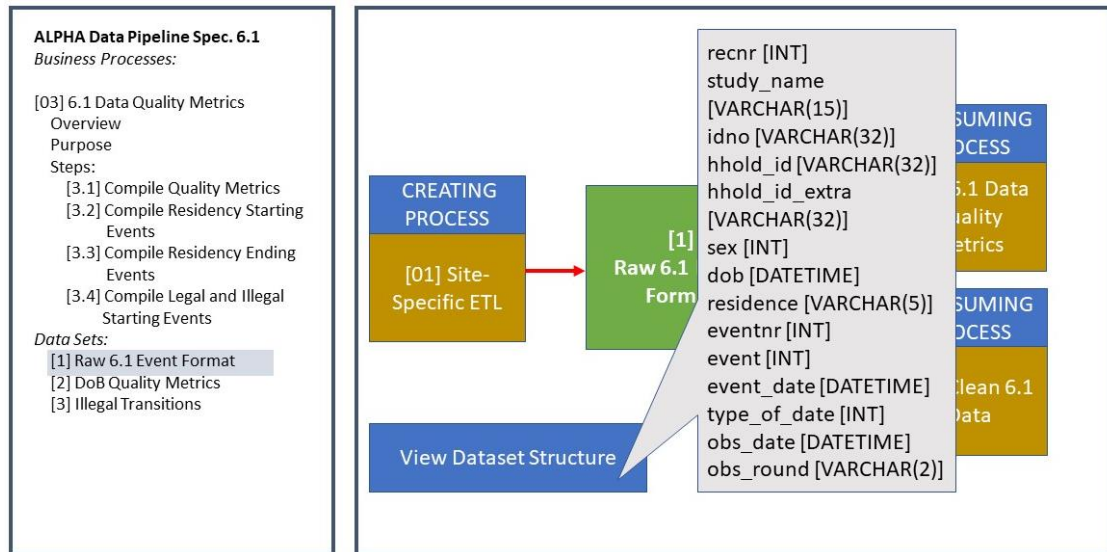 ALPHA Data Pipeline Spec. 6.1
Business Processes:
[03] 6.1 Data Quality Metrics
Overview
Purpose
Steps:
[3.1] Compile Quality Metrics
[3.2] Compile Residency Starting
Events
[3.3] Compile Residency Ending
Events
[3.4] Compile Legal and Illegal
Starting Events
Data Sets:
[1] Raw 6.1 Event Format
[2] DoB Quality Metrics
[3] Illegal Transitions
CREATING
PROCESS
[01] Site-
Specific ETL
[1]
Raw 6.1
Form
View Dataset Structure
recnr [INT]
study_name
[VARCHAR(15)]
idno [VARCHAR(32)]
hhold_id [VARCHAR(32)]
hhold_id_extra
[VARCHAR(32)]
sex [INT]
dob [DATETIME]
residence [VARCHAR(5)]
eventnr [INT]
event [INT]
event_date [DATETIME]
type_of_date [INT]
obs_date [DATETIME]
obs_round [VARCHAR(2)]
SUMING
OCESS
6.1 Data
uality
etrics
SUMING
OCESS
Clean 6.1
Data